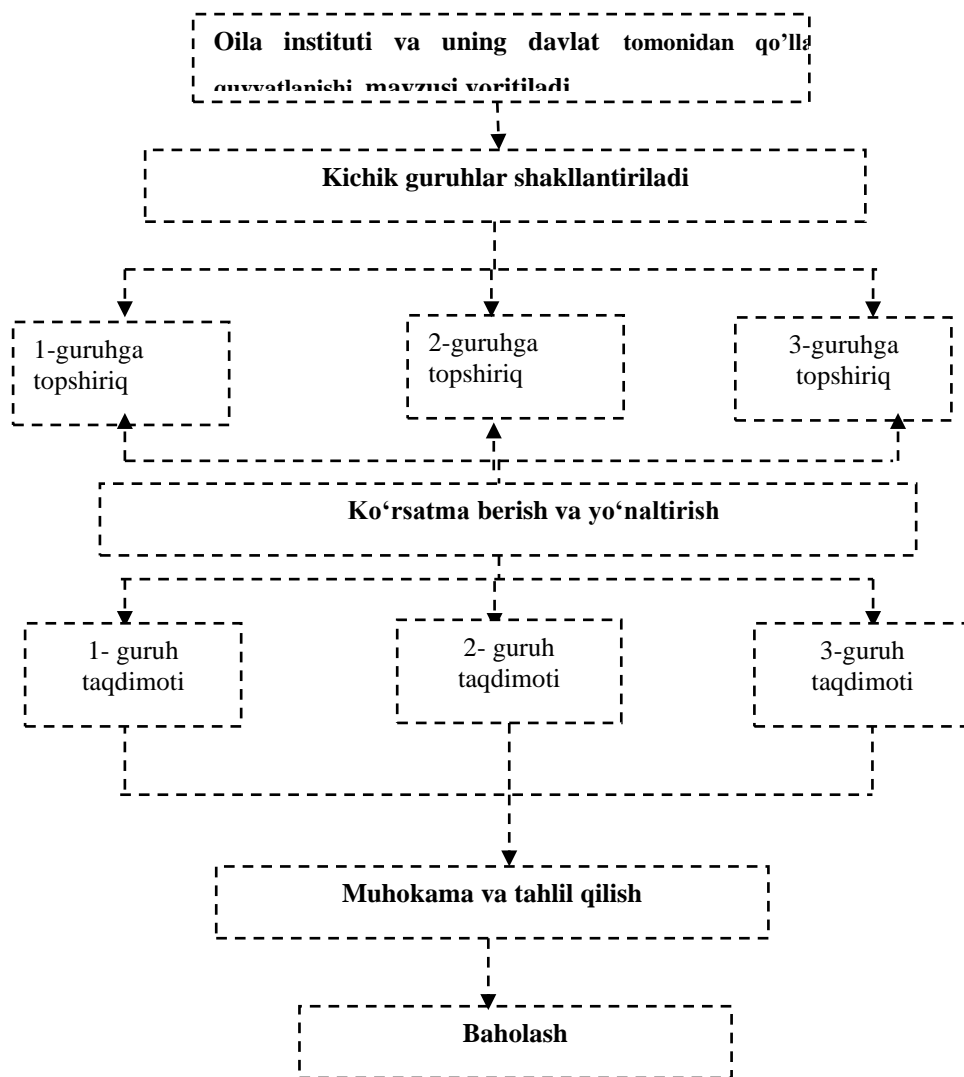 Oila instituti va uning davlat tomonidan qo’lla
mavzusi yoritiladi
Kichik guruhlar shakllantiriladi
1-guruhga
topshiriq
2-guruhga
topshiriq
3-guruhga
topshiriq
Ko‘rsatma berish va yo‘naltirish
1- guruh
taqdimoti
2- guruh
taqdimoti
3-guruh
taqdimoti
Muhokama va tahlil qilish
Baholash